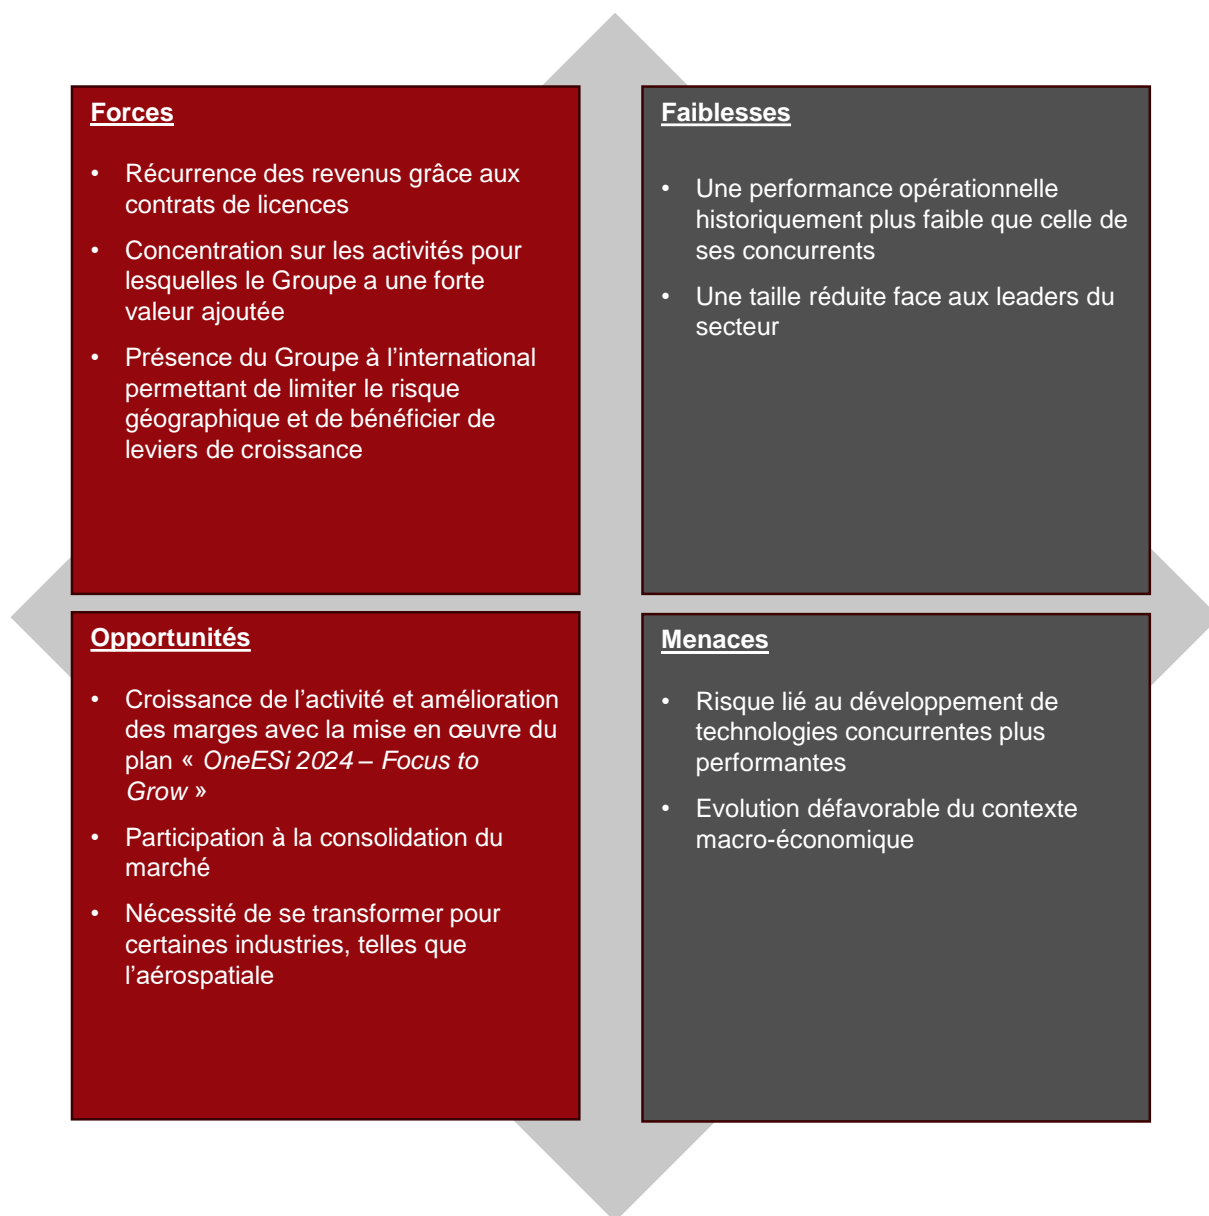 Forces
• Récurrence des revenus grâce aux
contrats de licences
• Concentration sur les activités pour
lesquelles le Groupe a une forte
valeur ajoutée
• Présence du Groupe à l’international
permettant de limiter le risque
géographique et de bénéficier de
leviers de croissance
Faiblesses
• Une performance opérationnelle
historiquement plus faible que celle de
ses concurrents
• Une taille réduite face aux leaders du
secteur
Opportunités
• Croissance de l’activité et amélioration
des marges avec la mise en œuvre du
plan « OneESi 2024 – Focus to
Grow »
• Participation à la consolidation du
marché
• Nécessité de se transformer pour
certaines industries, telles que
l’aérospatiale
Menaces
• Risque lié au développement de
technologies concurrentes plus
performantes
• Evolution défavorable du contexte
macro-économique